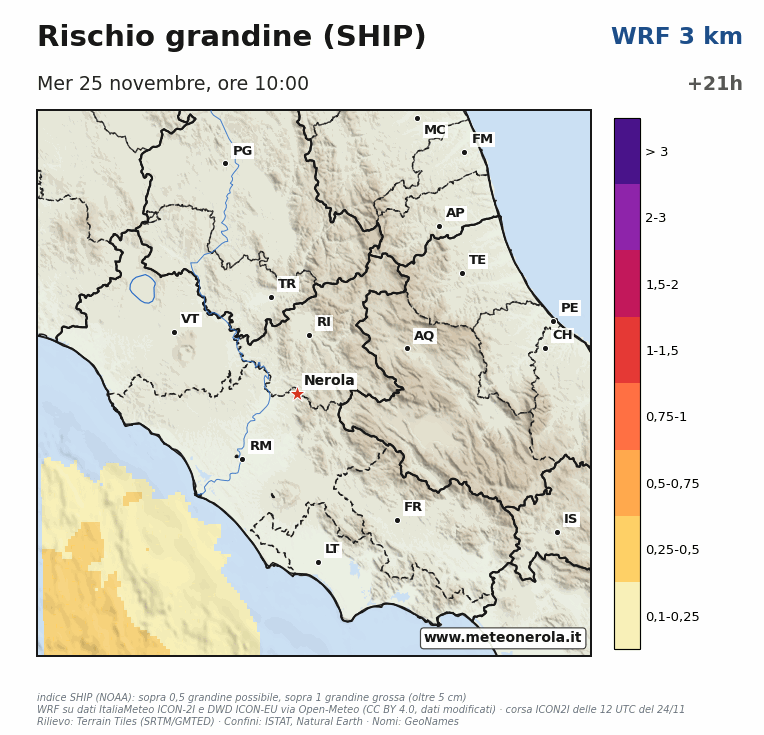 Rischio grandine (SHIP)
WRF 3 km
Mer 25 novembre, ore 10:00
+21h
MC
FM
PG
AP
TE
TR
PE
VT
RI
AQ
CH
Nerola
RM
FR
IS
LT
www.meteonerola.it
> 3
2-3
1,5-2
1-1,5
0,75-1
0,5-0,75
0,25-0,5
0,1-0,25
indice SHIP (NOAA): sopra 0,5 grandine possibile, sopra 1 grandine grossa (oltre 5 cm)
WRF su dati ItaliaMeteo ICON-2I e DWD ICON-EU via Open-Meteo (CC BY 4.0, dati modificati) · corsa ICON2I delle 12 UTC del 24/11
Rilievo: Terrain Tiles (SRTM/GMTED) · Confini: ISTAT, Natural Earth · Nomi: GeoNames